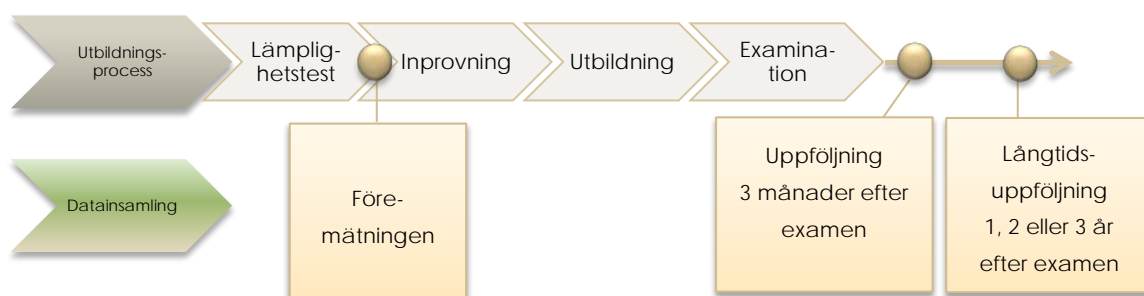 Utbildnings-
process
Lämplig-
hetstest
Inprovning
Utbildning
Examina-
tion
Datainsamling
Före-
mätningen
Uppföljning
3 månader efter
examen
Långtids-
uppföljning
1, 2 eller 3 år
efter examen